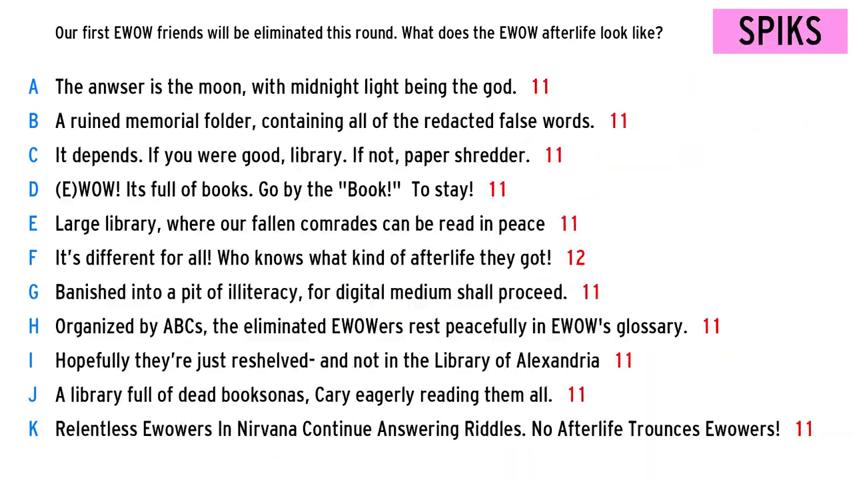 Our first EWOW friends will be eliminated this round. What does the EWOW afterlife look like?
SPIKS
A The anwser is the moon, with midnight light being the god. 11
B A ruined memorial folder, containing all of the redacted false words. 11
C It depends. If you were good, library. If not, paper shredder. 11
D (E)WOW! Its full of books. Go by the "Book!" To stay! 11
E Large library, where our fallen comrades can be read in peace 11
F It's different for all! Who knows what kind of afterlife they got! 12
G Banished into a pit of illiteracy, for digital medium shall proceed. 11
H Organized by ABCs, the eliminated EWOWers rest peacefully in EWOW's glossary. 11
I Hopefully they're just reshelved- and not in the Library of Alexandria 11
J A library full of dead booksonas, Cary eagerly reading them all. 11
K Relentless Ewowers In Nirvana Continue Answering Riddles. No Afterlife Trounces Ewowers! 11